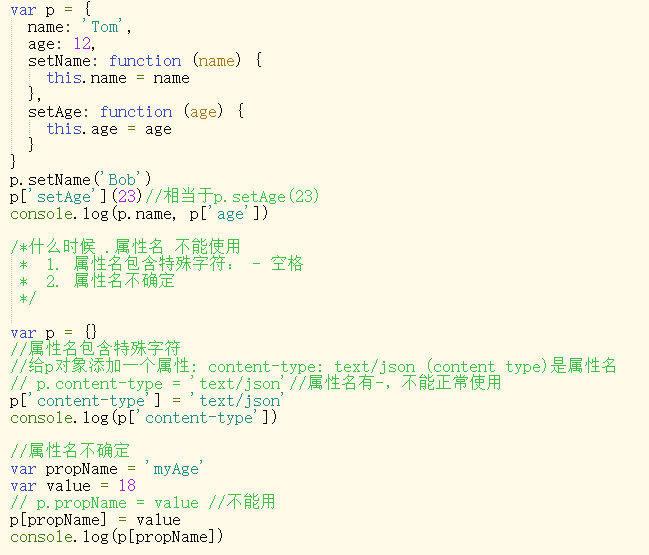 var p = {
  name: 'Tom',
  age: 12,
  setName: function (name) {
    this.name = name
  },
  setAge: function (age) {
    this.age = age
  }
}
p.setName('Bob')
p['setAge'](23)//相当于p.setAge(23)
console.log(p.name, p['age'])
/*什么时候 .属性名 不能使用
 *  1. 属性名包含特殊字符： - 空格
 *  2. 属性名不确定
 */
var p = {}
//属性名包含特殊字符
//给p对象添加一个属性: content-type: text/json (content type)是属性名
// p.content-type = 'text/json'//属性名有-, 不能正常使用
p['content-type'] = 'text/json'
console.log(p['content-type'])
//属性名不确定
var propName = 'myAge'
var value = 18
// p.propName = value //不能用
p[propName] = value
console.log(p[propName])